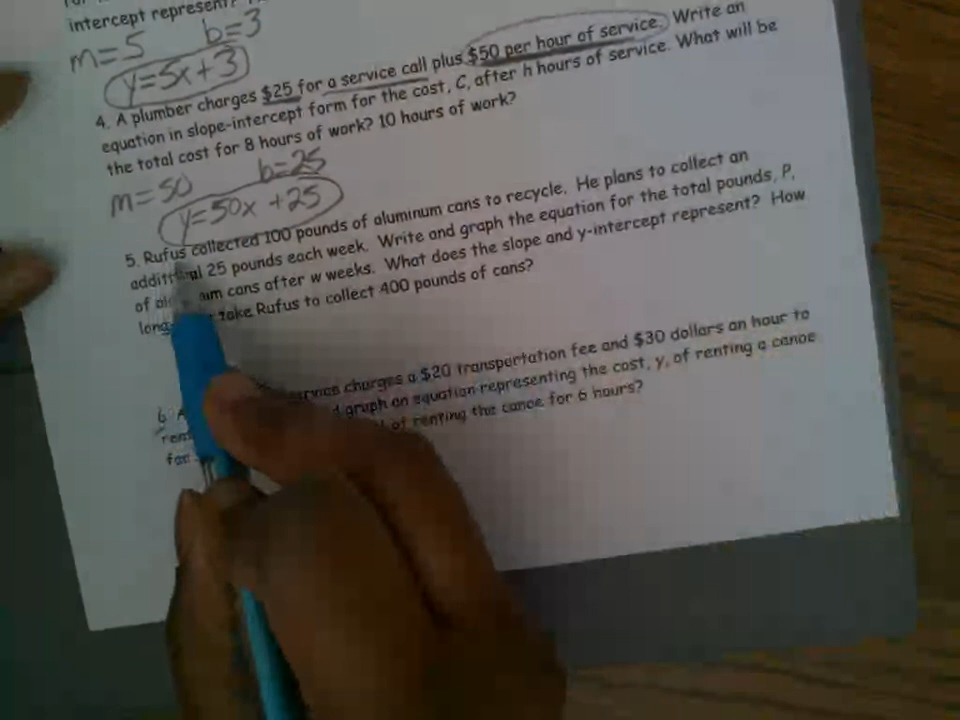 intercept represent?
m=5 b=3
y=5x+3
4. A plumber charges $25 for a service call plus $50 per hour of service. Write an
equation in slope-intercept form for the cost, C, after h hours of service. What will be
the total cost for 8 hours of work? 10 hours of work?
m=50 b=25
y=50x +25
5. Rufus collected 100 pounds of aluminum cans to recycle. He plans to collect an
additional 25 pounds each week. Write and graph the equation for the total pounds, P,
of aluminum cans after w weeks. What does the slope and y-intercept represent? How
long take Rufus to collect 400 pounds of cans?
6. A service charges a $20 transportation fee and $30 dollars an hour to
graph an equation representing the cost, y, of renting a canoe
of renting the canoe for 6 hours?